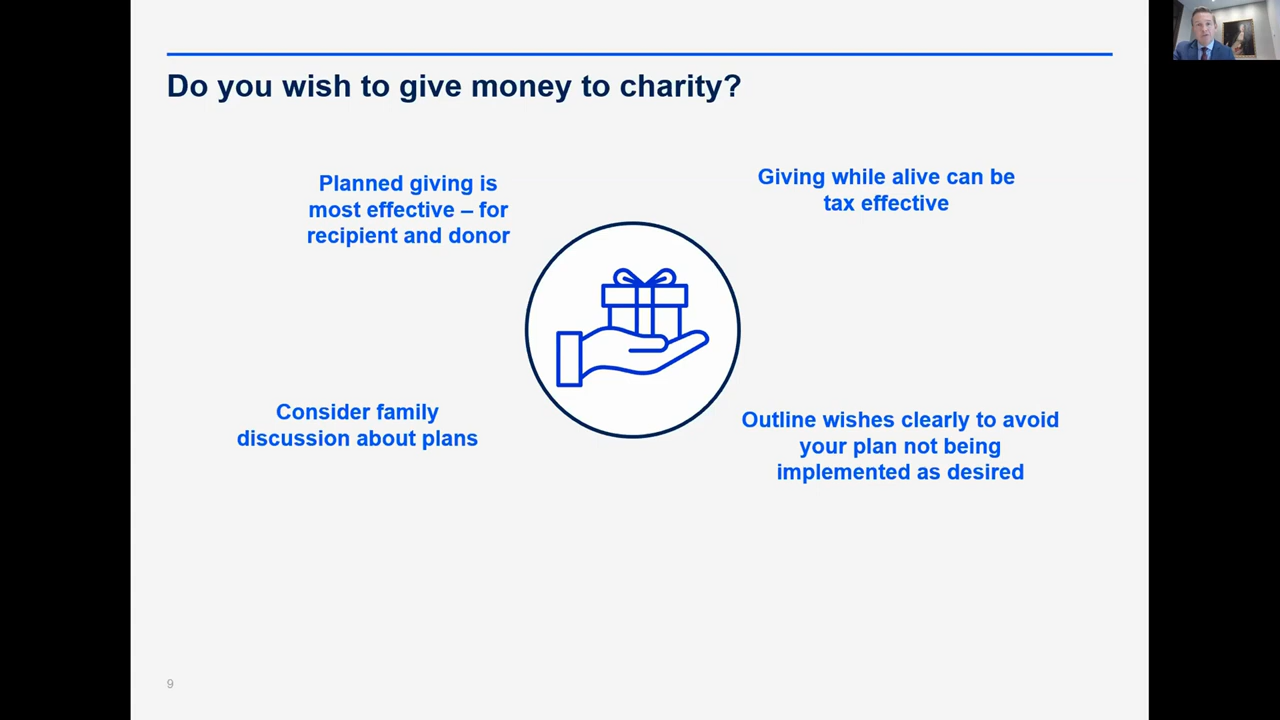 Do you wish to give money to charity?
Planned giving is
most effective – for
recipient and donor
Giving while alive can be
tax effective
Consider family
discussion about plans
Outline wishes clearly to avoid
your plan not being
implemented as desired
9